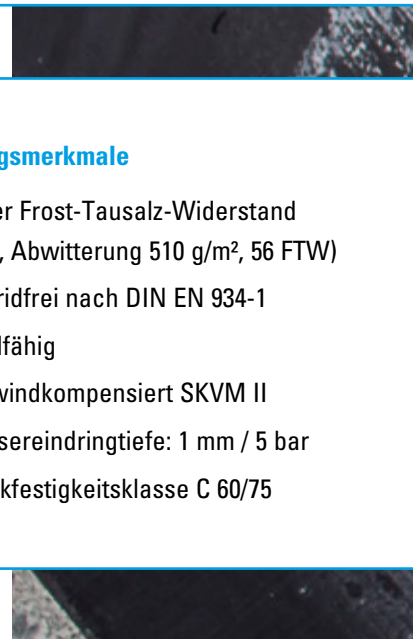 gsmerkmale
er Frost-Tausalz-Widerstand
, Abwitterung 510 g/m², 56 FTW)
ridfrei nach DIN EN 934-1
lfähig
windkompensiert SKVM II
sereindringtiefe: 1 mm / 5 bar
kfestigkeitsklasse C 60/75